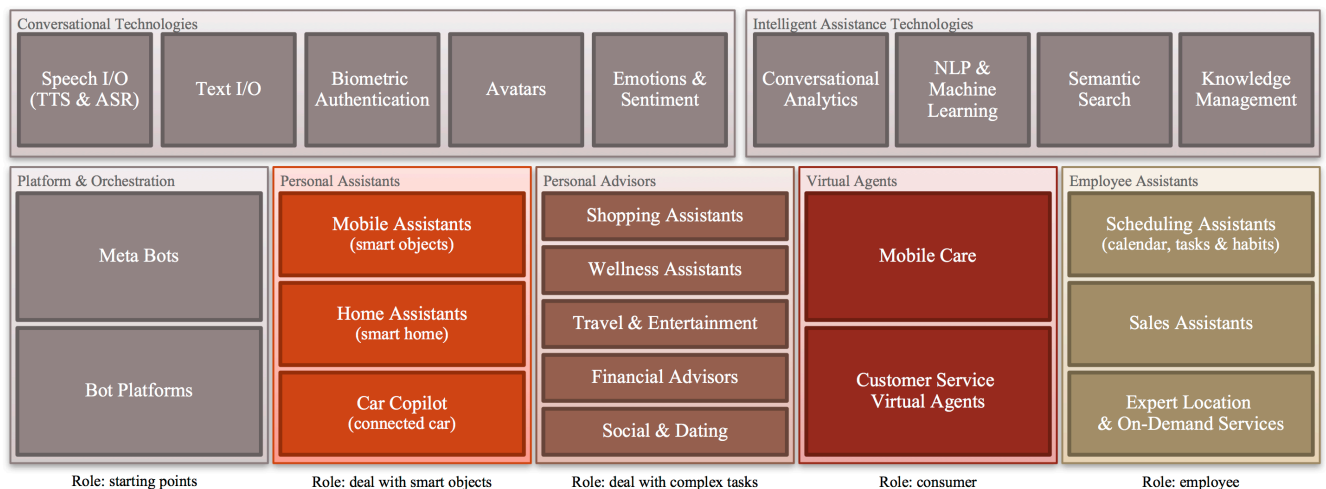 Conversational Technologies
Speech I/O
(TTS & ASR)
Text I/O
Biometric
Authentication
Avatars
Emotions &
Sentiment
Intelligent Assistance Technologies
Conversational
Analytics
NLP &
Machine
Learning
Semantic
Search
Knowledge
Management
Platform & Orchestration
Meta Bots
Bot Platforms
Role: starting points
Personal Assistants
Mobile Assistants
(smart objects)
Home Assistants
(smart home)
Car Copilot
(connected car)
Role: deal with smart objects
Personal Advisors
Shopping Assistants
Wellness Assistants
Travel & Entertainment
Financial Advisors
Social & Dating
Role: deal with complex tasks
Virtual Agents
Mobile Care
Customer Service
Virtual Agents
Role: consumer
Employee Assistants
Scheduling Assistants
(calendar, tasks & habits)
Sales Assistants
Expert Location
& On-Demand Services
Role: employee